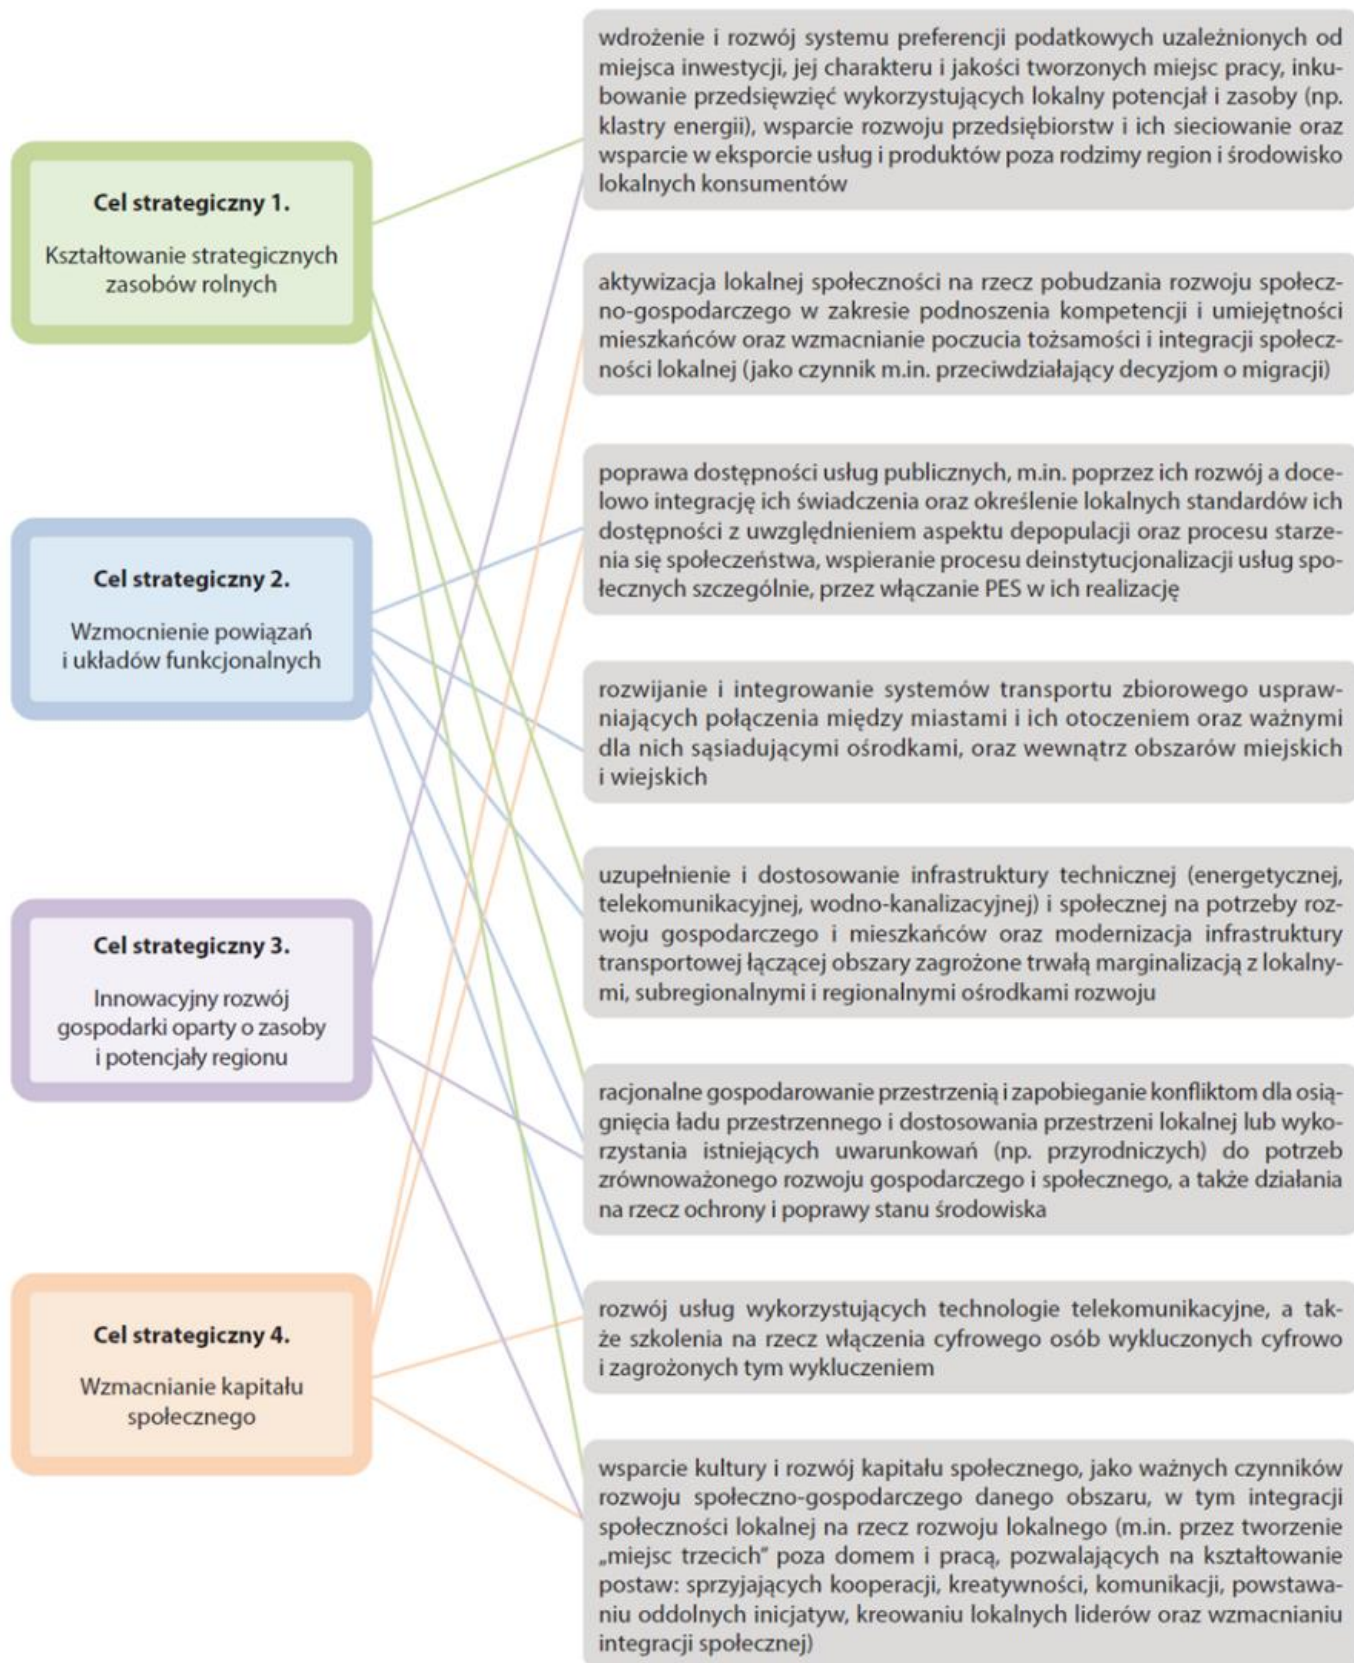 Cel strategiczny 1.
Kształtowanie strategicznych
zasobów rolnych
Cel strategiczny 2.
Wzmocnienie powiązań
i układów funkcjonalnych
Cel strategiczny 3.
Innowacyjny rozwój
gospodarki oparty o zasoby
i potencjały regionu
Cel strategiczny 4.
Wzmacnianie kapitału
społecznego
wdrożenie i rozwój systemu preferencji podatkowych uzależnionych od
miejsca inwestycji, jej charakteru i jakości tworzonych miejsc pracy, inku-
bowanie przedsięwzięć wykorzystujących lokalny potencjał i zasoby (np.
klastry energii), wsparcie rozwoju przedsiębiorstw i ich sieciowanie oraz
wsparcie w eksporcie usług i produktów poza rodzimy region i środowisko
lokalnych konsumentów
aktywizacja lokalnej społeczności na rzecz pobudzania rozwoju społecz-
no-gospodarczego w zakresie podnoszenia kompetencji i umiejętności
mieszkańców oraz wzmacnianie poczucia tożsamości i integracji społecz-
ności lokalnej (jako czynnik m.in. przeciwdziałający decyzjom o migracji)
poprawa dostępności usług publicznych, m.in. poprzez ich rozwój a doce-
lowo integrację ich świadczenia oraz określenie lokalnych standardów ich
dostępności z uwzględnieniem aspektu depopulacji oraz procesu starze-
nia się społeczeństwa, wspieranie procesu deinstytucjonalizacji usług spo-
łecznych szczególnie, przez włączanie PES w ich realizację
rozwijanie i integrowanie systemów transportu zbiorowego uspraw-
niających połączenia między miastami i ich otoczeniem oraz ważnymi
dla nich sąsiadującymi ośrodkami, oraz wewnątrz obszarów miejskich
i wiejskich
uzupełnienie i dostosowanie infrastruktury technicznej (energetycznej,
telekomunikacyjnej, wodno-kanalizacyjnej) i społecznej na potrzeby roz-
woju gospodarczego i mieszkańców oraz modernizacja infrastruktury
transportowej łączącej obszary zagrożone trwałą marginalizacją z lokalny-
mi, subregionalnymi i regionalnymi ośrodkami rozwoju
racjonalne gospodarowanie przestrzenią i zapobieganie konfliktom dla osią-
gnięcia ładu przestrzennego i dostosowania przestrzeni lokalnej lub wyko-
rzystania istniejących uwarunkowań (np. przyrodniczych) do potrzeb
zrównoważonego rozwoju gospodarczego i społecznego, a także działania
na rzecz ochrony i poprawy stanu środowiska
rozwój usług wykorzystujących technologie telekomunikacyjne, a tak-
że szkolenia na rzecz włączenia cyfrowego osób wykluczonych cyfrowo
i zagrożonych tym wykluczeniem
wsparcie kultury i rozwój kapitału społecznego, jako ważnych czynników
rozwoju społeczno-gospodarczego danego obszaru, w tym integracji
społeczności lokalnej na rzecz rozwoju lokalnego (m.in. przez tworzenie
„miejsc trzecich” poza domem i pracą, pozwalających na kształtowanie
postaw: sprzyjających kooperacji, kreatywności, komunikacji, powstawa-
niu oddolnych inicjatyw, kreowaniu lokalnych liderów oraz wzmacnianiu
integracji społecznej)